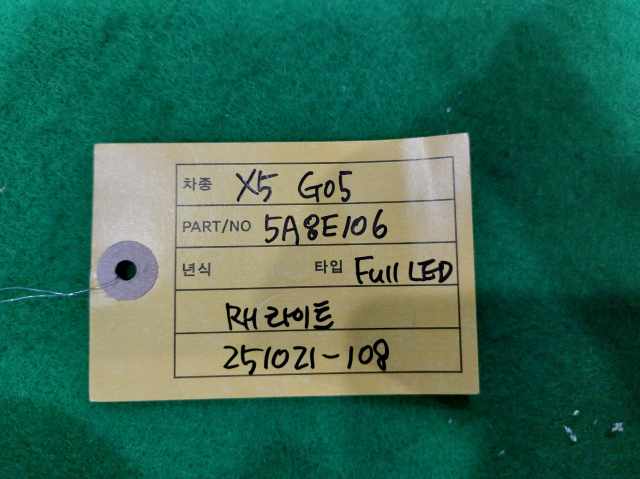 차종 X5 G05
PART/NO 5A8E106
년식 타입 Full LED
RH 라이트
251021-108